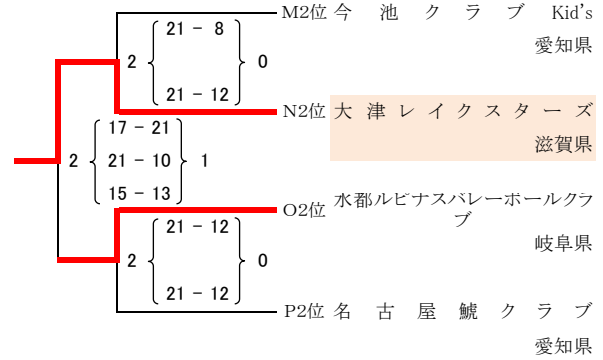 M2位 今池クラブ Kid's
21 - 8
愛知県
2 0
21 - 12
N2位 大津レイクスターズ
17 - 21
滋賀県
2 21 - 10 1
15 - 13
O2位 水都ルピナスバレーボールクラ
ブ
21 - 12
岐阜県
2 0
21 - 12
P2位 名古屋鯱クラブ
愛知県